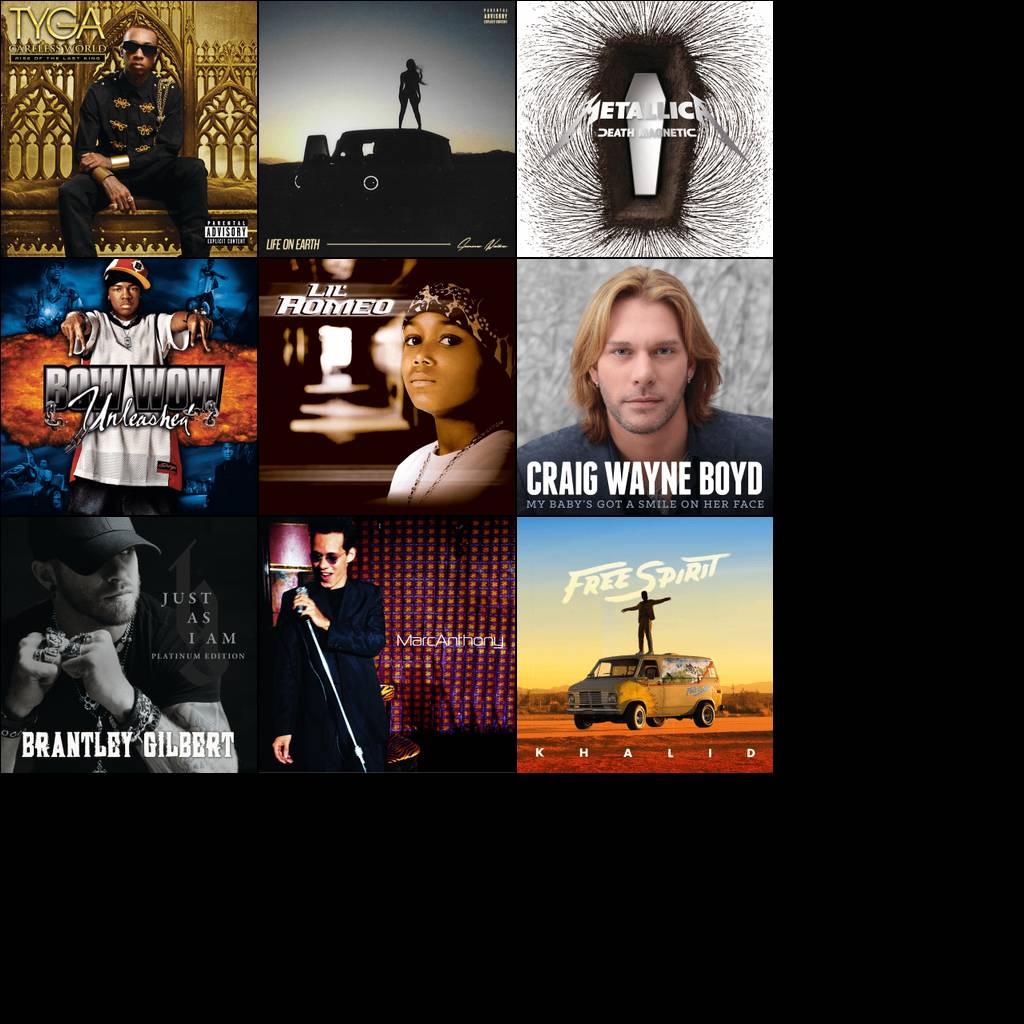 TYGA
CARELESS WORLD
RISE OF THE LAST KING
PARENTAL
ADVISORY
EXPLICIT CONTENT
PARENTAL
ADVISORY
EXPLICIT CONTENT
LIFE ON EARTH
METALLICA
DEATH MAGNETIC
BOW WOW
Unleashed
LIL'
ROMEO
CRAIG WAYNE BOYD
MY BABY'S GOT A SMILE ON HER FACE
JUST
AS
I AM
PLATINUM EDITION
BRANTLEY GILBERT
MarcAnthony
FREE SPIRIT
KHALID